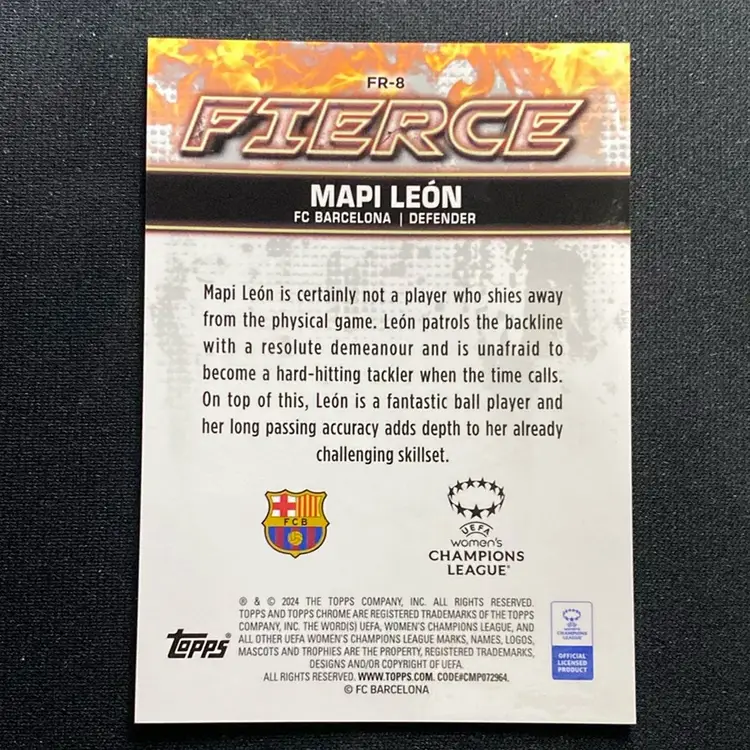 FR-8
FIERCE
MAPI LEÓN
FC BARCELONA | DEFENDER
Mapi León is certainly not a player who shies away
from the physical game. León patrols the backline
with a resolute demeanour and is unafraid to
become a hard-hitting tackler when the time calls.
On top of this, León is a fantastic ball player and
her long passing accuracy adds depth to her already
challenging skillset.
FCB
UEFA
women's
CHAMPIONS
LEAGUE
® & © 2024 THE TOPPS COMPANY, INC. ALL RIGHTS RESERVED.
TOPPS AND TOPPS CHROME ARE REGISTERED TRADEMARKS OF THE TOPPS
COMPANY, INC. THE WORD(S) UEFA, WOMEN'S CHAMPIONS LEAGUE, AND
ALL OTHER UEFA WOMEN'S CHAMPIONS LEAGUE MARKS, NAMES, LOGOS,
MASCOTS AND TROPHIES ARE THE PROPERTY, REGISTERED TRADEMARKS,
DESIGNS AND/OR COPYRIGHT OF UEFA.
ALL RIGHTS RESERVED. WWW.TOPPS.COM. CODE#CMP072964.
© FC BARCELONA
Topps®
women's
CHAMPIONS
LEAGUE
OFFICIAL
LICENSED
PRODUCT